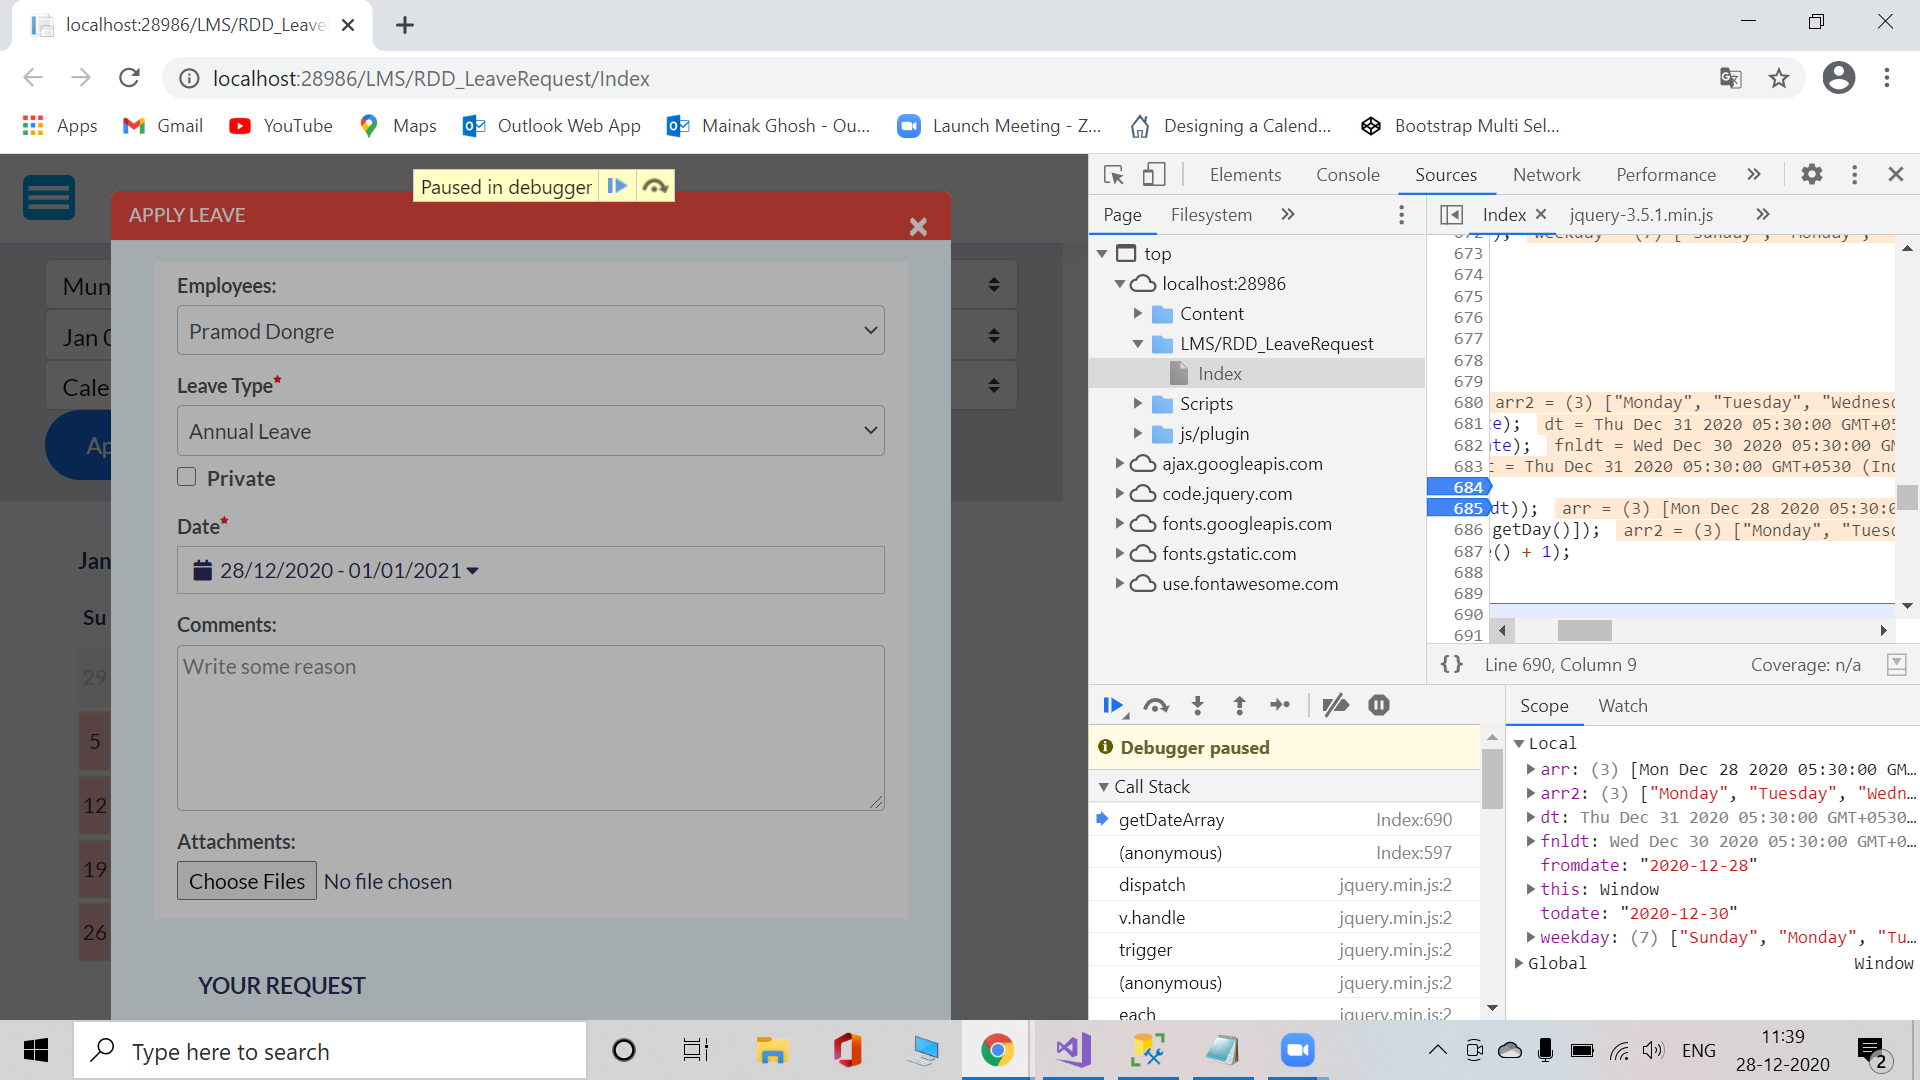 localhost:28986/LMS/RDD_Leave
localhost:28986/LMS/RDD_LeaveRequest/Index
Apps
Gmail
YouTube
Maps
Outlook Web App
Mainak Ghosh - Ou...
Launch Meeting - Z...
Designing a Calend...
Bootstrap Multi Sel...
Paused in debugger
APPLY LEAVE
×
Mun
Jan 0
Cale
Ap
Jan
Su
29
5
12
19
26
Employees:
Pramod Dongre
Leave Type*
Annual Leave
Private
Date*
28/12/2020 - 01/01/2021
Comments:
Write some reason
Attachments:
Choose Files No file chosen
YOUR REQUEST
Elements
Console
Sources
Network
Performance
»
Page
Filesystem
»
Index ×
jquery-3.5.1.min.js
»
top
localhost:28986
Content
LMS/RDD_LeaveRequest
Index
Scripts
js/plugin
ajax.googleapis.com
code.jquery.com
fonts.googleapis.com
fonts.gstatic.com
use.fontawesome.com
672 ); weekday = (7) ["Sunday", "Monday",
673
674
675
676
677
678
679
680 arr2 = (3) ["Monday", "Tuesday", "Wednesd
681 te); dt = Thu Dec 31 2020 05:30:00 GMT+05
682 ate); fnldt = Wed Dec 30 2020 05:30:00 GM
683 t = Thu Dec 31 2020 05:30:00 GMT+0530 (Ind
684
685 dt)); arr = (3) [Mon Dec 28 2020 05:30:0
686 getDay()]); arr2 = (3) ["Monday", "Tuesd
687 () + 1);
688
689
690
691
{} Line 690, Column 9
Coverage: n/a
Debugger paused
Call Stack
getDateArray Index:690
(anonymous) Index:597
dispatch jquery.min.js:2
v.handle jquery.min.js:2
trigger jquery.min.js:2
(anonymous) jquery.min.js:2
each jquery.min.js:2
Scope
Watch
Local
arr: (3) [Mon Dec 28 2020 05:30:00 GM...
arr2: (3) ["Monday", "Tuesday", "Wedn...
dt: Thu Dec 31 2020 05:30:00 GMT+0530...
fnldt: Wed Dec 30 2020 05:30:00 GMT+0...
fromdate: "2020-12-28"
this: Window
todate: "2020-12-30"
weekday: (7) ["Sunday", "Monday", "Tu...
Global Window
Type here to search
ENG
11:39
28-12-2020
2